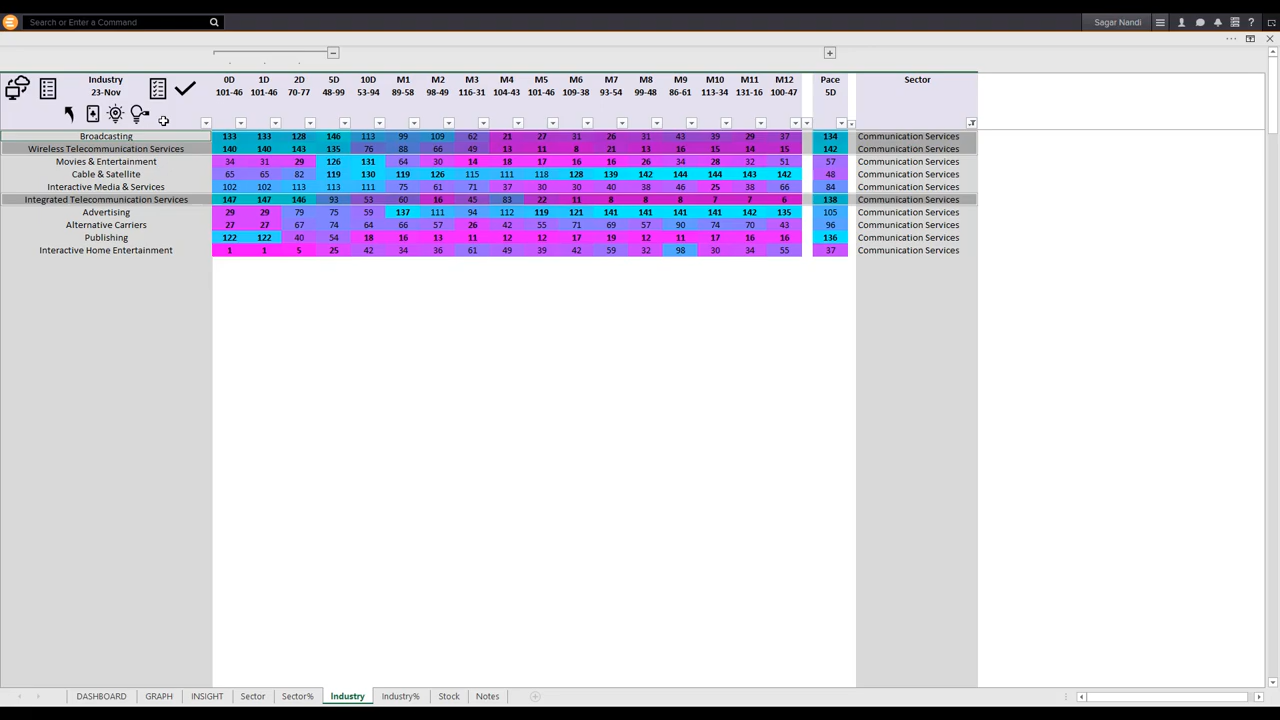 Search or Enter a Command
Sagar Nandi
Industry 0D 1D 2D 5D 10D M1 M2 M3 M4 M5 M6 M7 M8 M9 M10 M11 M12 Pace Sector
23-Nov 101-46 101-46 70-77 48-99 53-94 89-58 98-49 116-31 104-43 101-46 109-38 93-54 99-48 86-61 113-34 131-16 100-47 5D
Broadcasting 133 133 128 146 113 99 109 62 21 27 31 26 31 43 39 29 37 134 Communication Services
Wireless Telecommunication Services 140 140 143 135 76 88 66 49 13 11 8 21 13 16 15 14 15 142 Communication Services
Movies & Entertainment 34 31 29 126 131 64 30 14 18 17 16 16 26 34 28 32 51 57 Communication Services
Cable & Satellite 65 65 82 119 130 119 126 115 111 118 128 139 142 144 144 143 142 48 Communication Services
Interactive Media & Services 102 102 113 113 111 75 61 71 37 30 30 40 38 46 25 38 66 84 Communication Services
Integrated Telecommunication Services 147 147 146 93 53 60 16 45 83 22 11 8 8 8 7 7 6 138 Communication Services
Advertising 29 29 79 75 59 137 111 94 112 119 121 141 141 141 141 142 135 105 Communication Services
Alternative Carriers 27 27 67 74 64 66 57 26 42 55 71 69 57 90 74 70 43 96 Communication Services
Publishing 122 122 40 54 18 16 13 11 12 12 17 19 12 11 17 16 16 136 Communication Services
Interactive Home Entertainment 1 1 5 25 42 34 36 61 49 39 42 59 32 98 30 34 55 37 Communication Services
DASHBOARD GRAPH INSIGHT Sector Sector% Industry Industry% Stock Notes